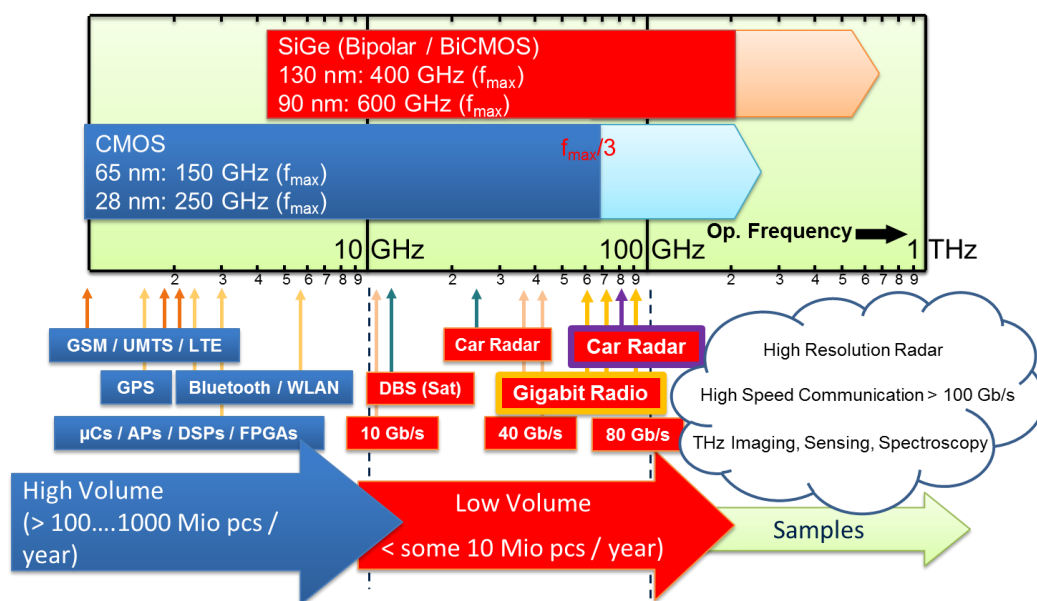 SiGe (Bipolar / BiCMOS)
130 nm: 400 GHz (fmax)
90 nm: 600 GHz (fmax)
CMOS
65 nm: 150 GHz (fmax)
28 nm: 250 GHz (fmax)
fmax/3
Op. Frequency
10 GHz 100 GHz 1 THz
2 3 4 5 6 7 8 9 2 3 4 5 6 7 8 9 2 3 4 5 6 7 8 9
GSM / UMTS / LTE
Car Radar
Car Radar
High Resolution Radar
GPS
Bluetooth / WLAN
DBS (Sat)
Gigabit Radio
High Speed Communication > 100 Gb/s
µCs / APs / DSPs / FPGAs
10 Gb/s
40 Gb/s
80 Gb/s
THz Imaging, Sensing, Spectroscopy
High Volume
(> 100....1000 Mio pcs /
year)
Low Volume
< some 10 Mio pcs / year)
Samples